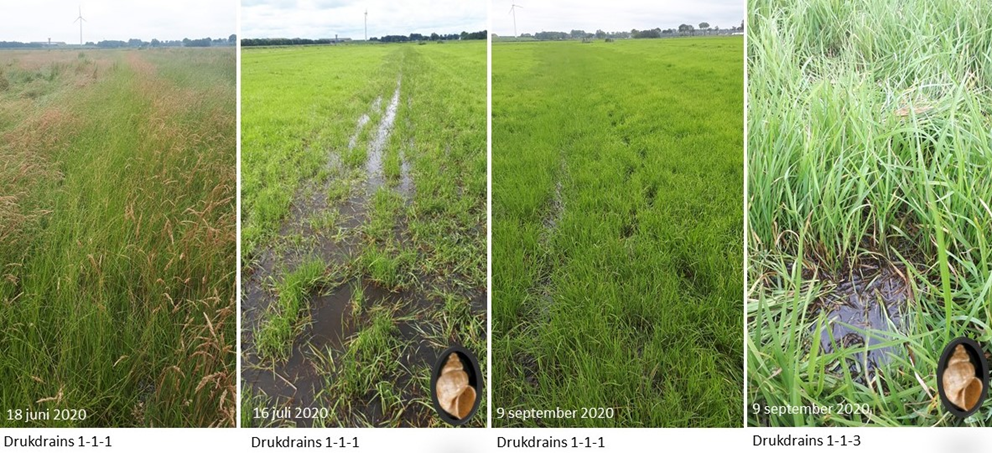 18 juni 2020
16 juli 2020
9 september 2020
9 september 2020
Drukdrains 1-1-1
Drukdrains 1-1-1
Drukdrains 1-1-1
Drukdrains 1-1-3